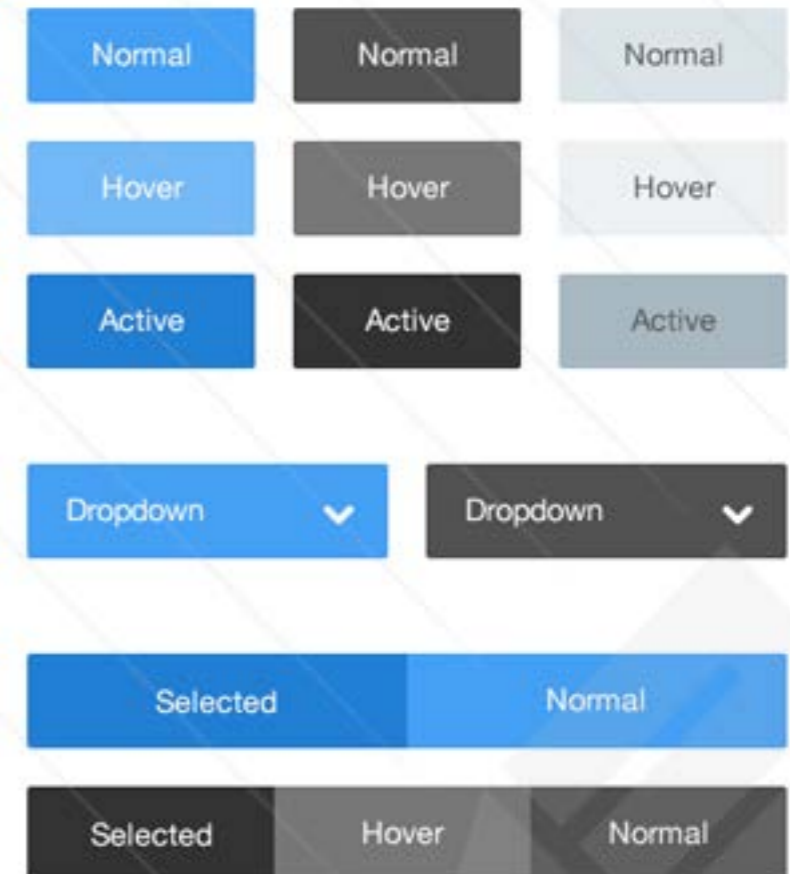 Normal Normal Normal
Hover Hover Hover
Active Active Active
Dropdown Dropdown
Selected Normal
Selected Hover Normal